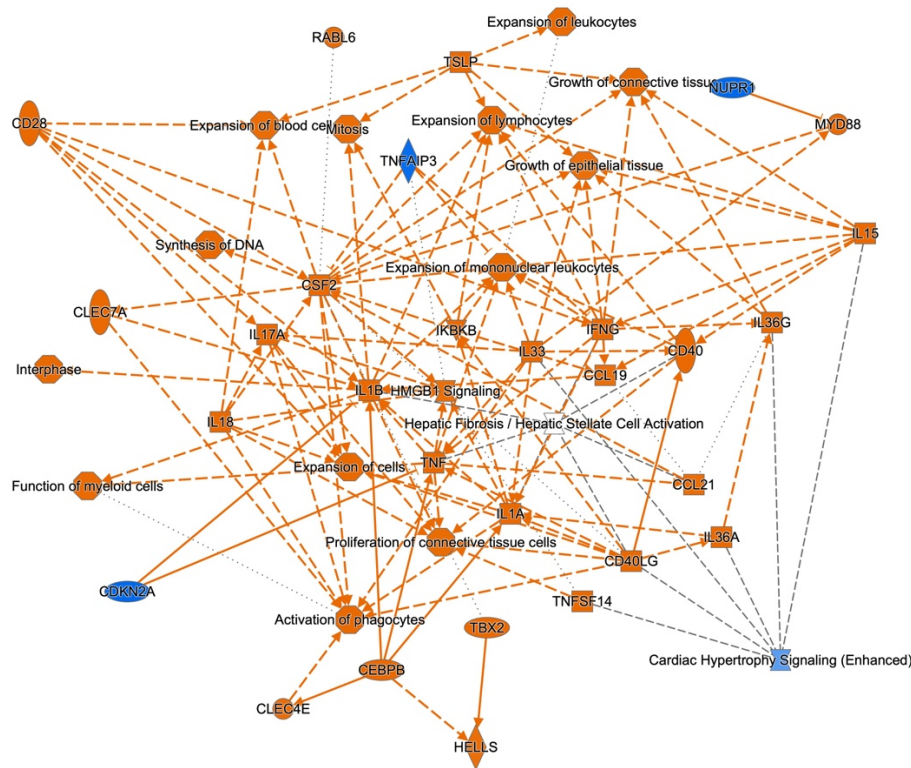 Expansion of leukocytes
RABL6
TSLP
Growth of connective tissue
NUPR1
CD28
Expansion of blood cells
Mitosis
Expansion of lymphocytes
MYD88
TNFAIP3
Growth of epithelial tissue
IL15
Synthesis of DNA
Expansion of mononuclear leukocytes
CSF2
CLEC7A
IL17A
IKBKB
IFNG
IL36G
IL33
CD40
Interphase
CCL19
IL1B
HMGB1 Signaling
IL18
Hepatic Fibrosis / Hepatic Stellate Cell Activation
Expansion of cells
TNF
Function of myeloid cells
CCL21
IL1A
IL36A
Proliferation of connective tissue cells
CD40LG
CDKN2A
TNFSF14
Activation of phagocytes
TBX2
Cardiac Hypertrophy Signaling (Enhanced)
CEBPB
CLEC4E
HELLS